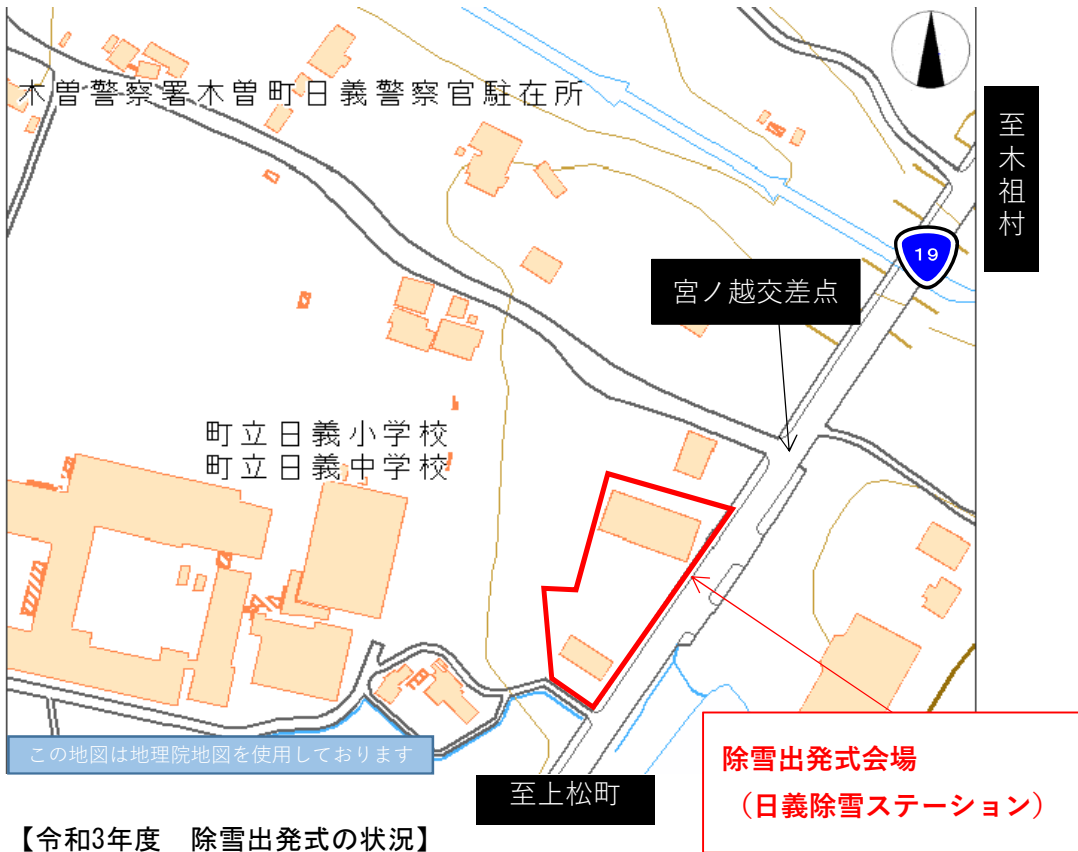 木曽警察署木曽町日義警察官駐在所
至木祖村
19
宮ノ越交差点
町立日義小学校
町立日義中学校
この地図は地理院地図を使用しております
至上松町
除雪出発式会場
（日義除雪ステーション）
【令和3年度　除雪出発式の状況】